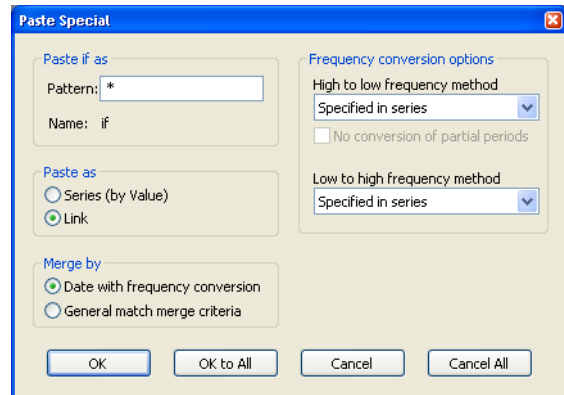 Paste Special
Paste if as
Pattern: *
Name: if
Paste as
Series (by Value)
Link
Merge by
Date with frequency conversion
General match merge criteria
Frequency conversion options
High to low frequency method
Specified in series
No conversion of partial periods
Low to high frequency method
Specified in series
OK
OK to All
Cancel
Cancel All